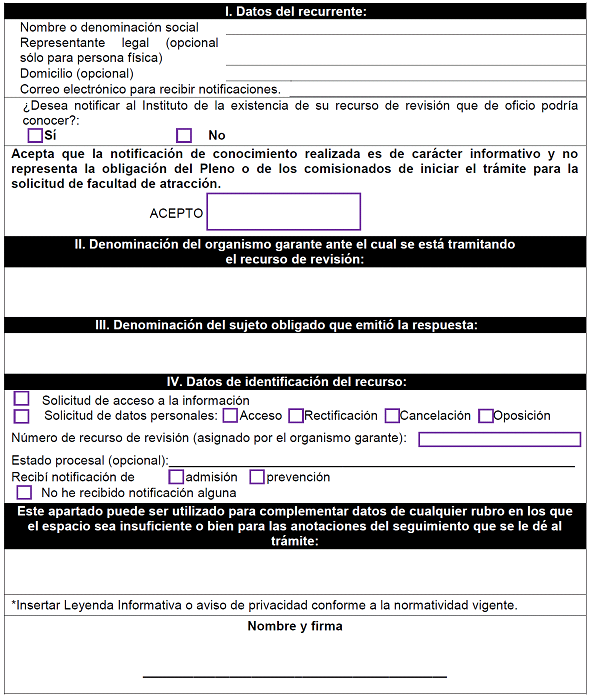 I. Datos del recurrente:
Nombre o denominación social
Representante legal (opcional
sólo para persona física)
Domicilio (opcional)
Correo electrónico para recibir notificaciones.
¿Desea notificar al Instituto de la existencia de su recurso de revisión que de oficio podría
conocer?:
Sí No
Acepta que la notificación de conocimiento realizada es de carácter informativo y no
representa la obligación del Pleno o de los comisionados de iniciar el trámite para la
solicitud de facultad de atracción.
ACEPTO
II. Denominación del organismo garante ante el cual se está tramitando
el recurso de revisión:
III. Denominación del sujeto obligado que emitió la respuesta:
IV. Datos de identificación del recurso:
Solicitud de acceso a la información
Solicitud de datos personales: Acceso Rectificación Cancelación Oposición
Número de recurso de revisión (asignado por el organismo garante):
Estado procesal (opcional):
Recibí notificación de admisión prevención
No he recibido notificación alguna
Este apartado puede ser utilizado para complementar datos de cualquier rubro en los que
el espacio sea insuficiente o bien para las anotaciones del seguimiento que se le dé al
trámite:
*Insertar Leyenda Informativa o aviso de privacidad conforme a la normatividad vigente.
Nombre y firma